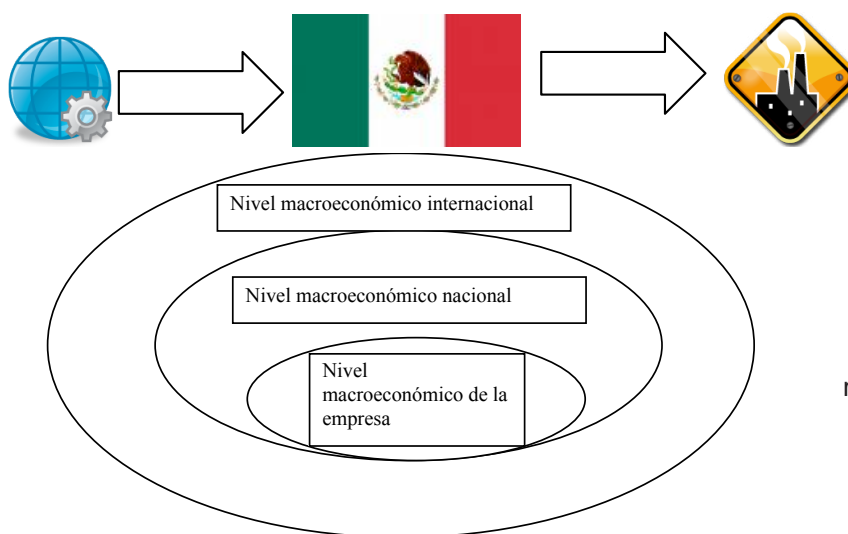 Nivel macroeconómico internacional
Nivel macroeconómico nacional
Nivel
macroeconómico de la
empresa